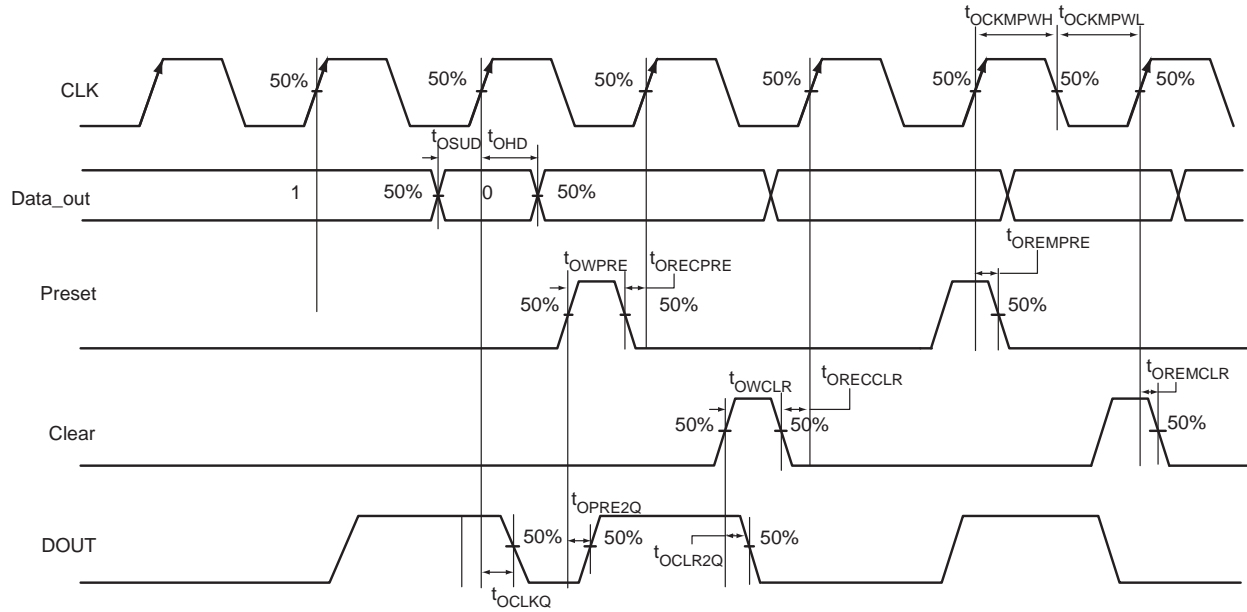 tOCKMPWH tOCKMPWL
CLK
50% 50% 50% 50% 50% 50% 50%
tOSUD tOHD
Data_out
1 50% 0 50%
tOREMPRE
tOWPRE tORECPRE
Preset
50% 50% 50%
tOWCLR tORECCLR tOREMCLR
Clear
50% 50% 50%
tOPRE2Q
DOUT
50% 50% 50%
tOCLR2Q
tOCLKQ